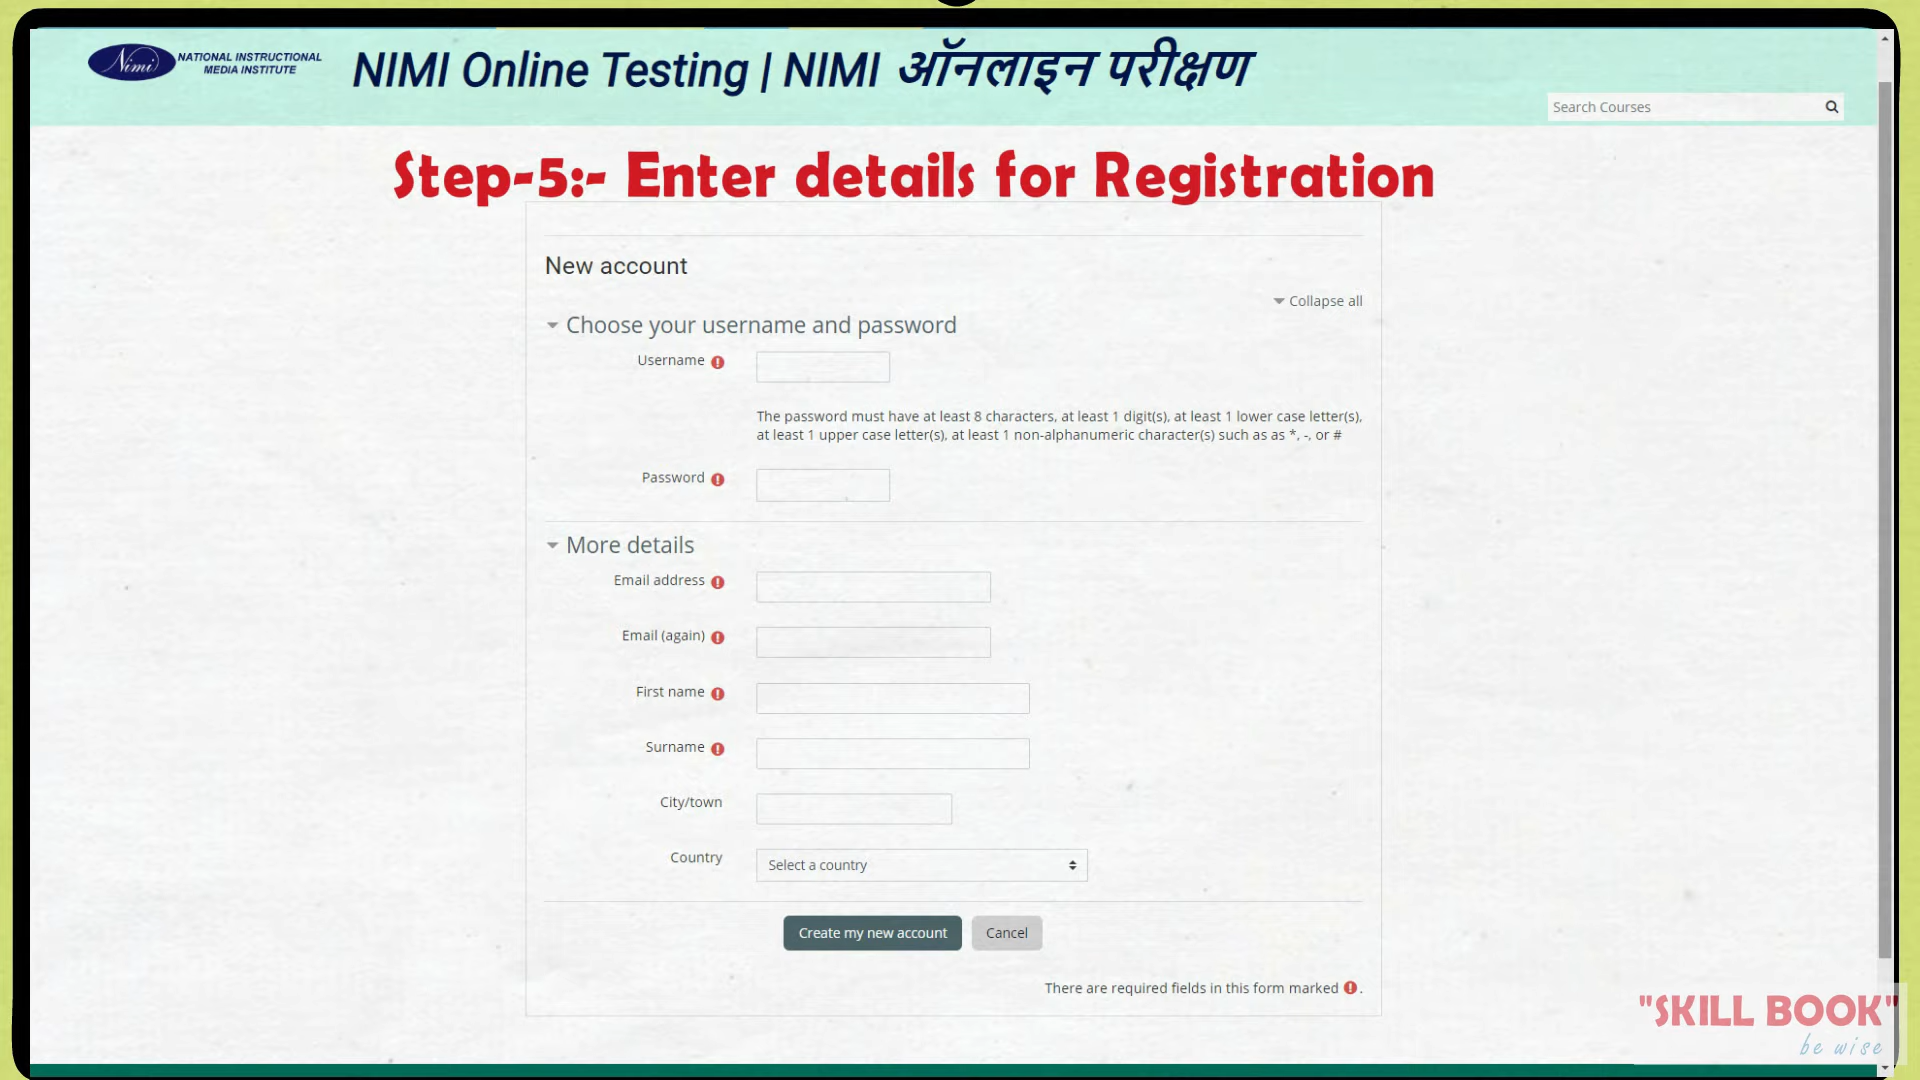 Nimi
NATIONAL INSTRUCTIONAL
MEDIA INSTITUTE
NIMI Online Testing | NIMI ऑनलाइन परीक्षण
Search Courses
Step-5:- Enter details for Registration
New account
Collapse all
Choose your username and password
Username
The password must have at least 8 characters, at least 1 digit(s), at least 1 lower case letter(s),
at least 1 upper case letter(s), at least 1 non-alphanumeric character(s) such as as *, -, or #
Password
More details
Email address
Email (again)
First name
Surname
City/town
Country
Select a country
Create my new account
Cancel
There are required fields in this form marked .
"SKILL BOOK"
be wise